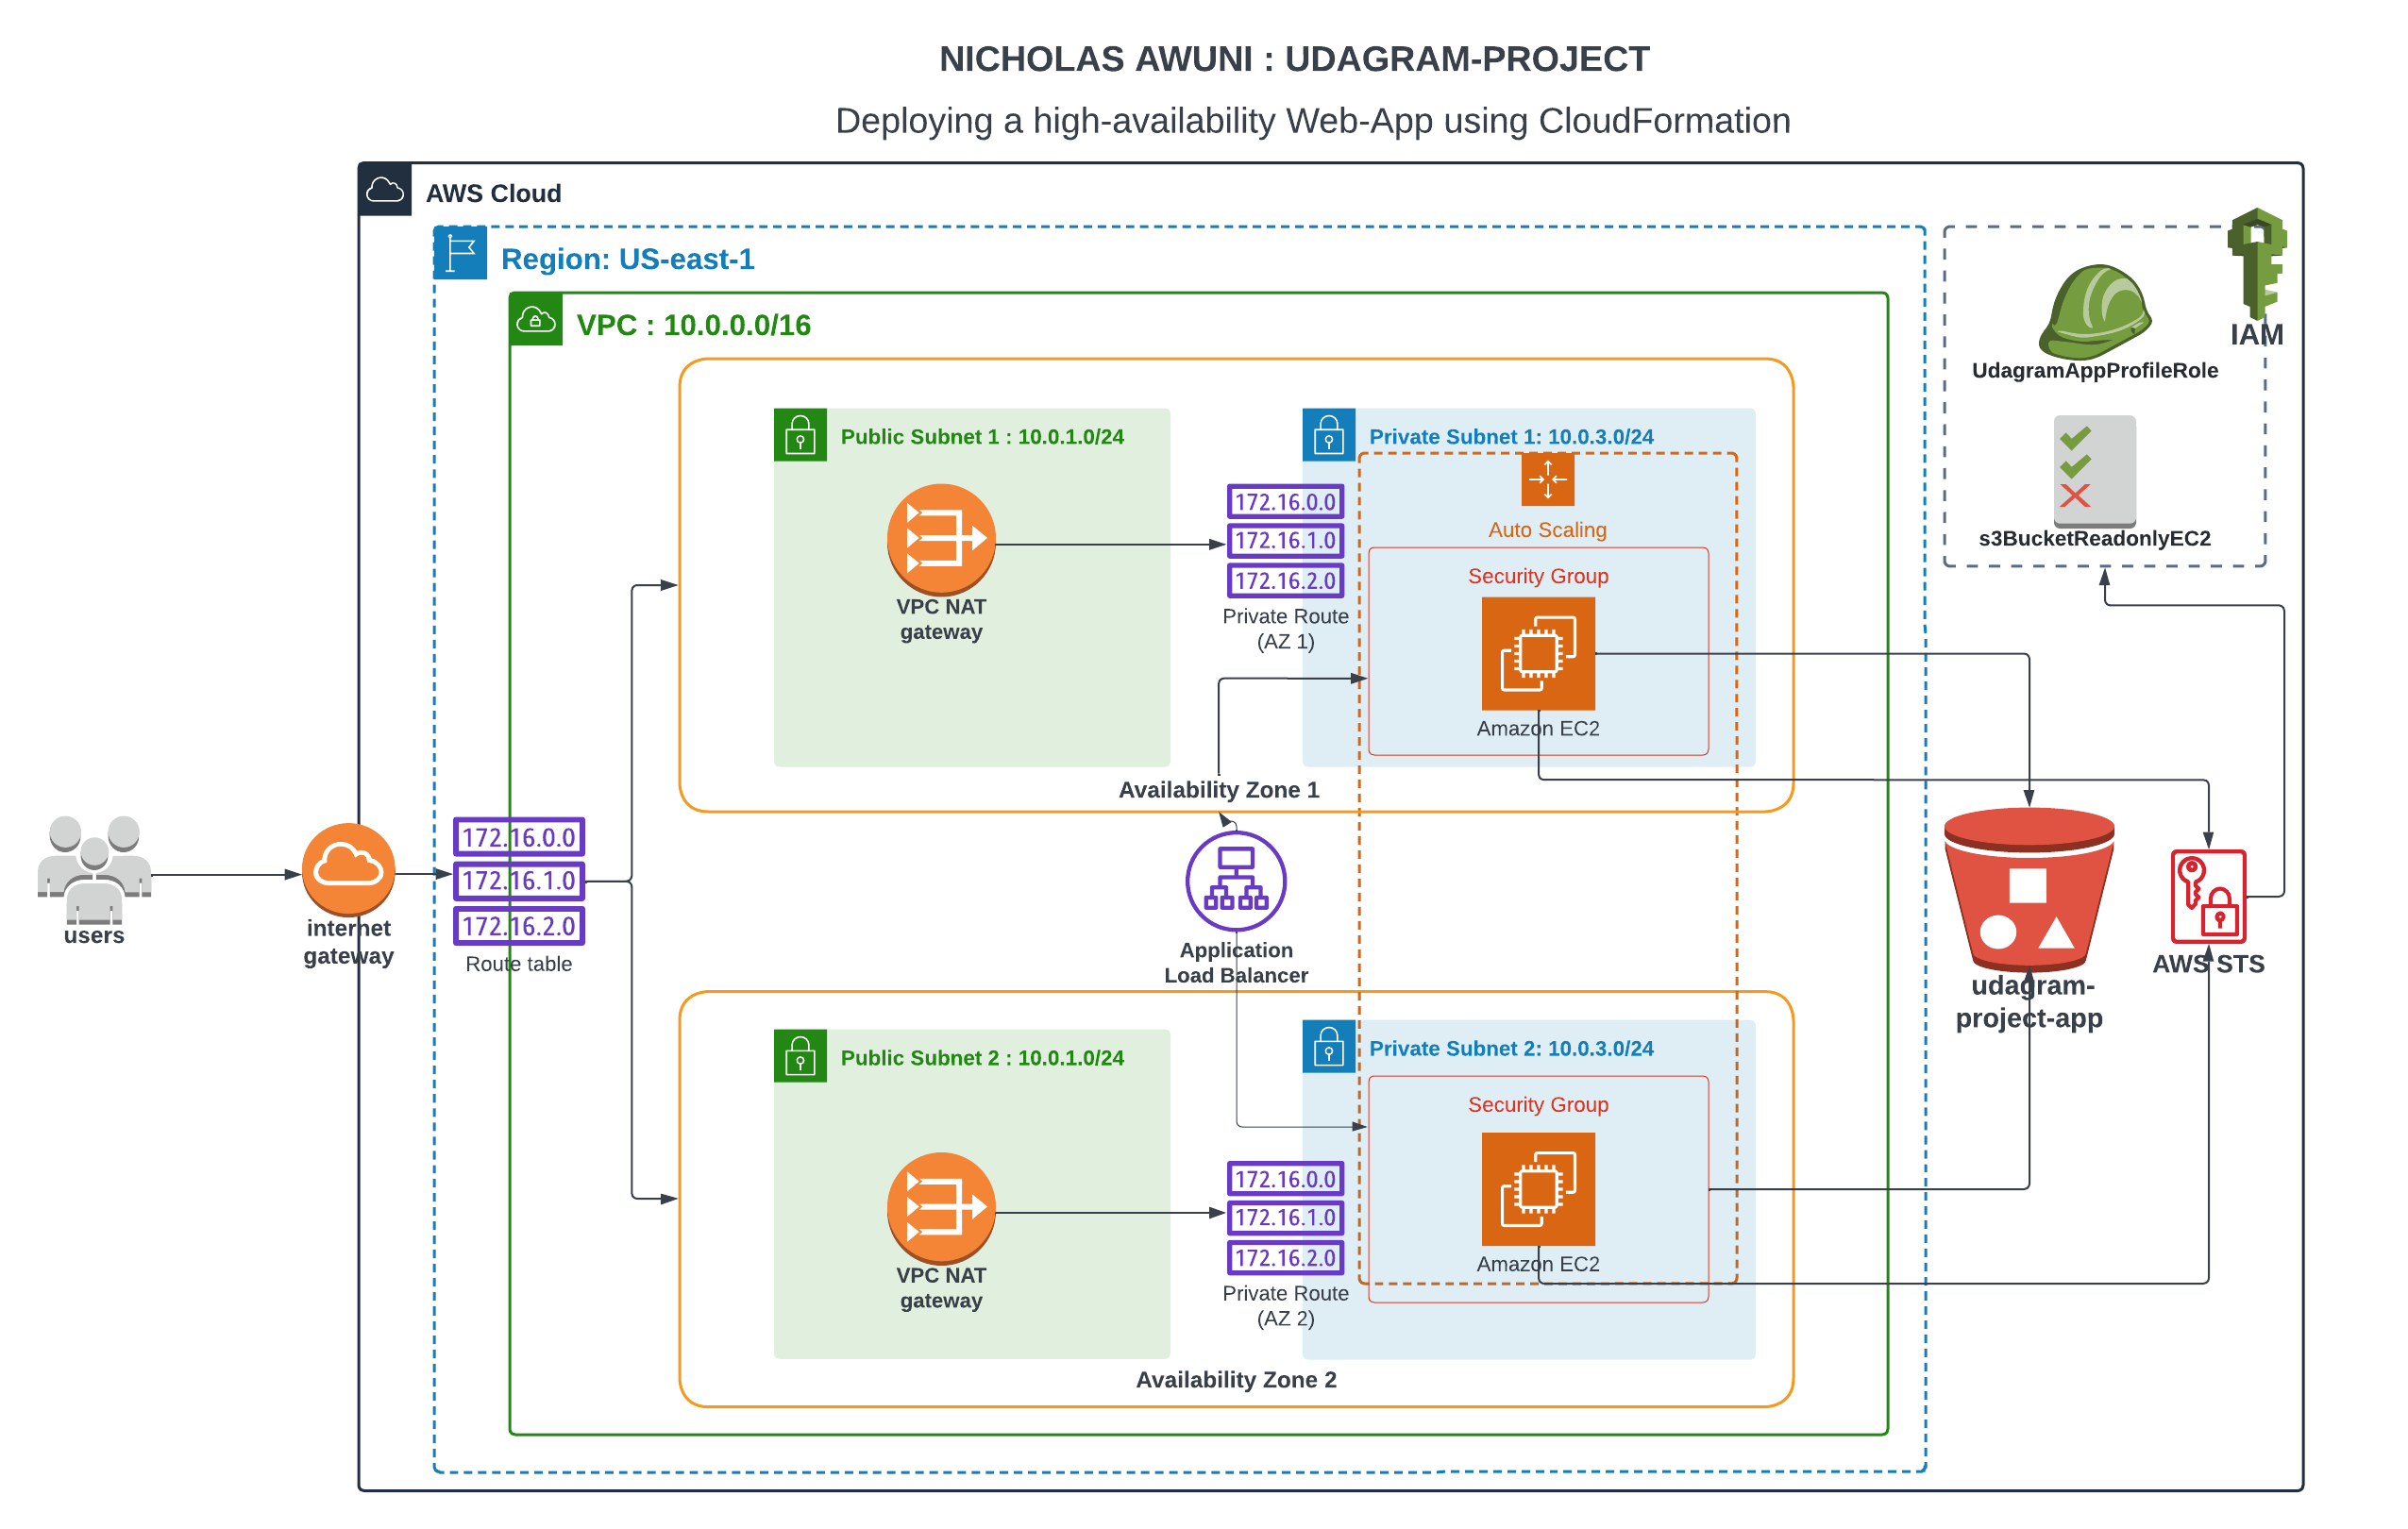 NICHOLAS AWUNI : UDAGRAM-PROJECT
Deploying a high-availability Web-App using CloudFormation
AWS Cloud
Region: US-east-1
VPC : 10.0.0.0/16
IAM
UdagramAppProfileRole
s3BucketReadonlyEC2
Public Subnet 1 : 10.0.1.0/24
VPC NAT
gateway
172.16.0.0
172.16.1.0
172.16.2.0
Private Route
(AZ 1)
Private Subnet 1: 10.0.3.0/24
Auto Scaling
Security Group
Amazon EC2
Availability Zone 1
users
internet
gateway
172.16.0.0
172.16.1.0
172.16.2.0
Route table
Application
Load Balancer
udagram-
project-app
AWS STS
Public Subnet 2 : 10.0.1.0/24
VPC NAT
gateway
172.16.0.0
172.16.1.0
172.16.2.0
Private Route
(AZ 2)
Private Subnet 2: 10.0.3.0/24
Security Group
Amazon EC2
Availability Zone 2